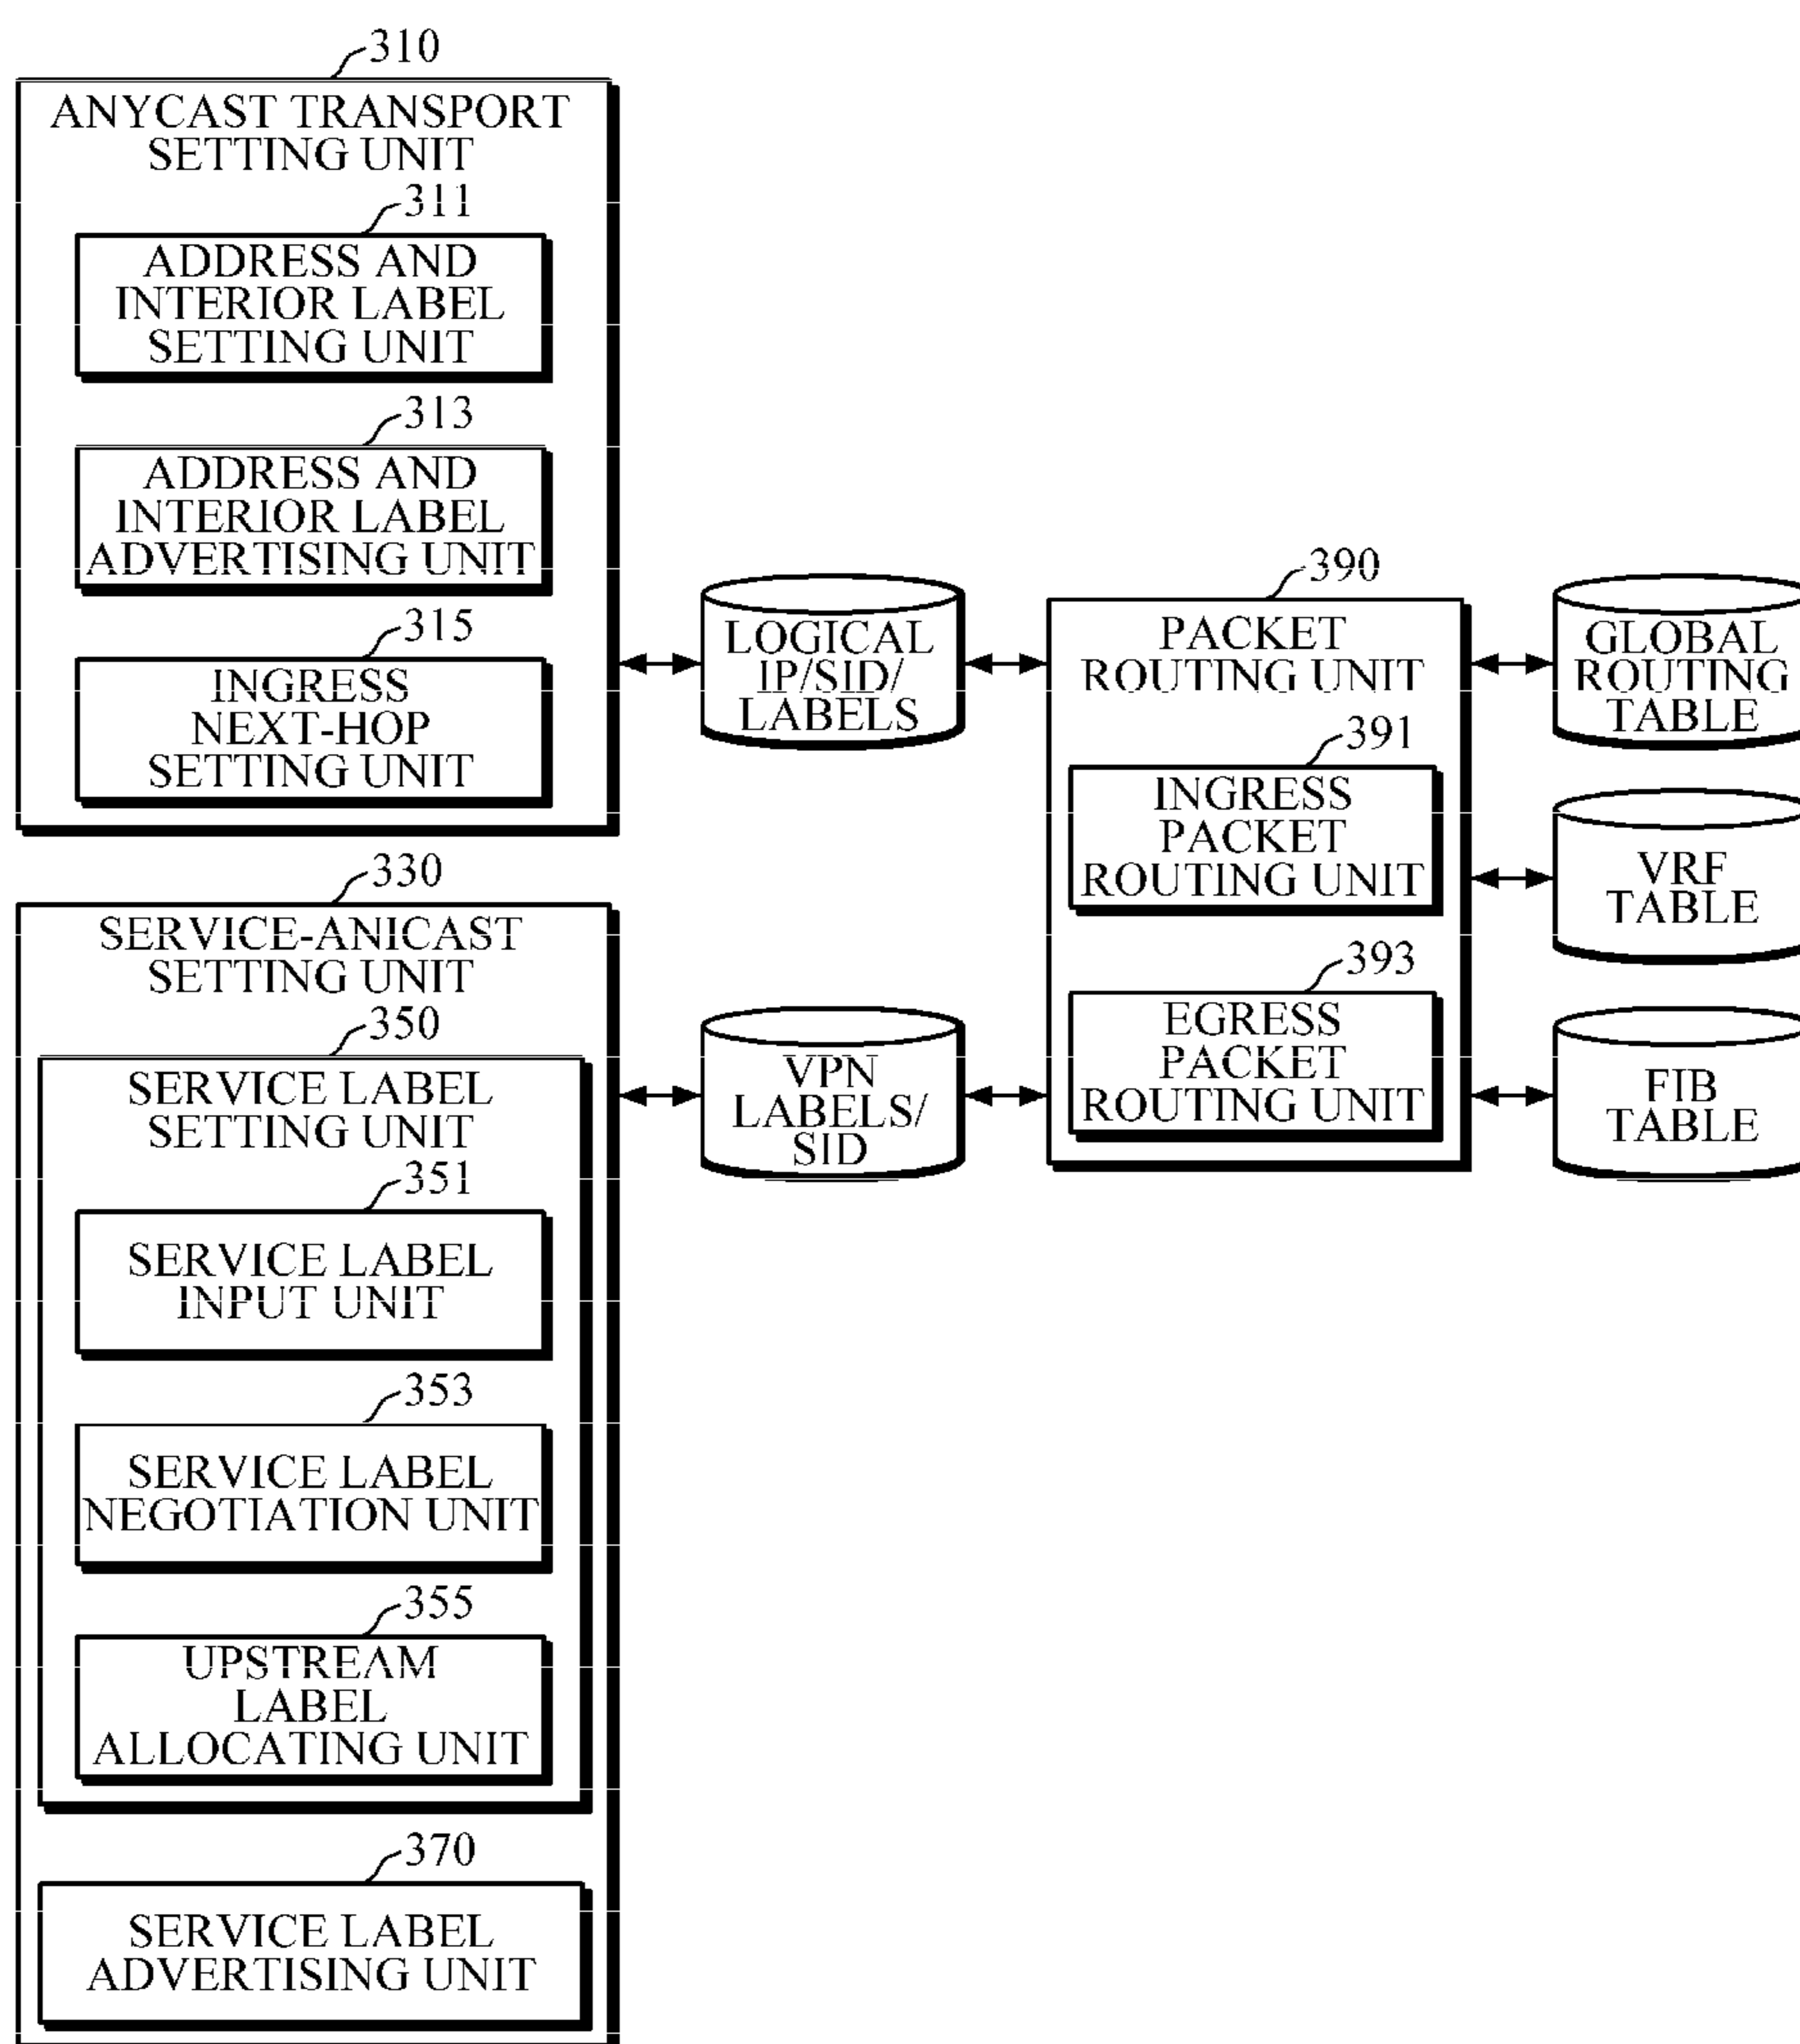 310
ANYCAST TRANSPORT
SETTING UNIT
311
ADDRESS AND
INTERIOR LABEL
SETTING UNIT
313
ADDRESS AND
INTERIOR LABEL
ADVERTISING UNIT
315
INGRESS
NEXT-HOP
SETTING UNIT
LOGICAL
IP/SID/
LABELS
390
PACKET
ROUTING UNIT
391
INGRESS
PACKET
ROUTING UNIT
393
EGRESS
PACKET
ROUTING UNIT
GLOBAL
ROUTING
TABLE
VRF
TABLE
FIB
TABLE
330
SERVICE-ANICAST
SETTING UNIT
350
SERVICE LABEL
SETTING UNIT
351
SERVICE LABEL
INPUT UNIT
353
SERVICE LABEL
NEGOTIATION UNIT
355
UPSTREAM
LABEL
ALLOCATING UNIT
370
SERVICE LABEL
ADVERTISING UNIT
VPN
LABELS/
SID